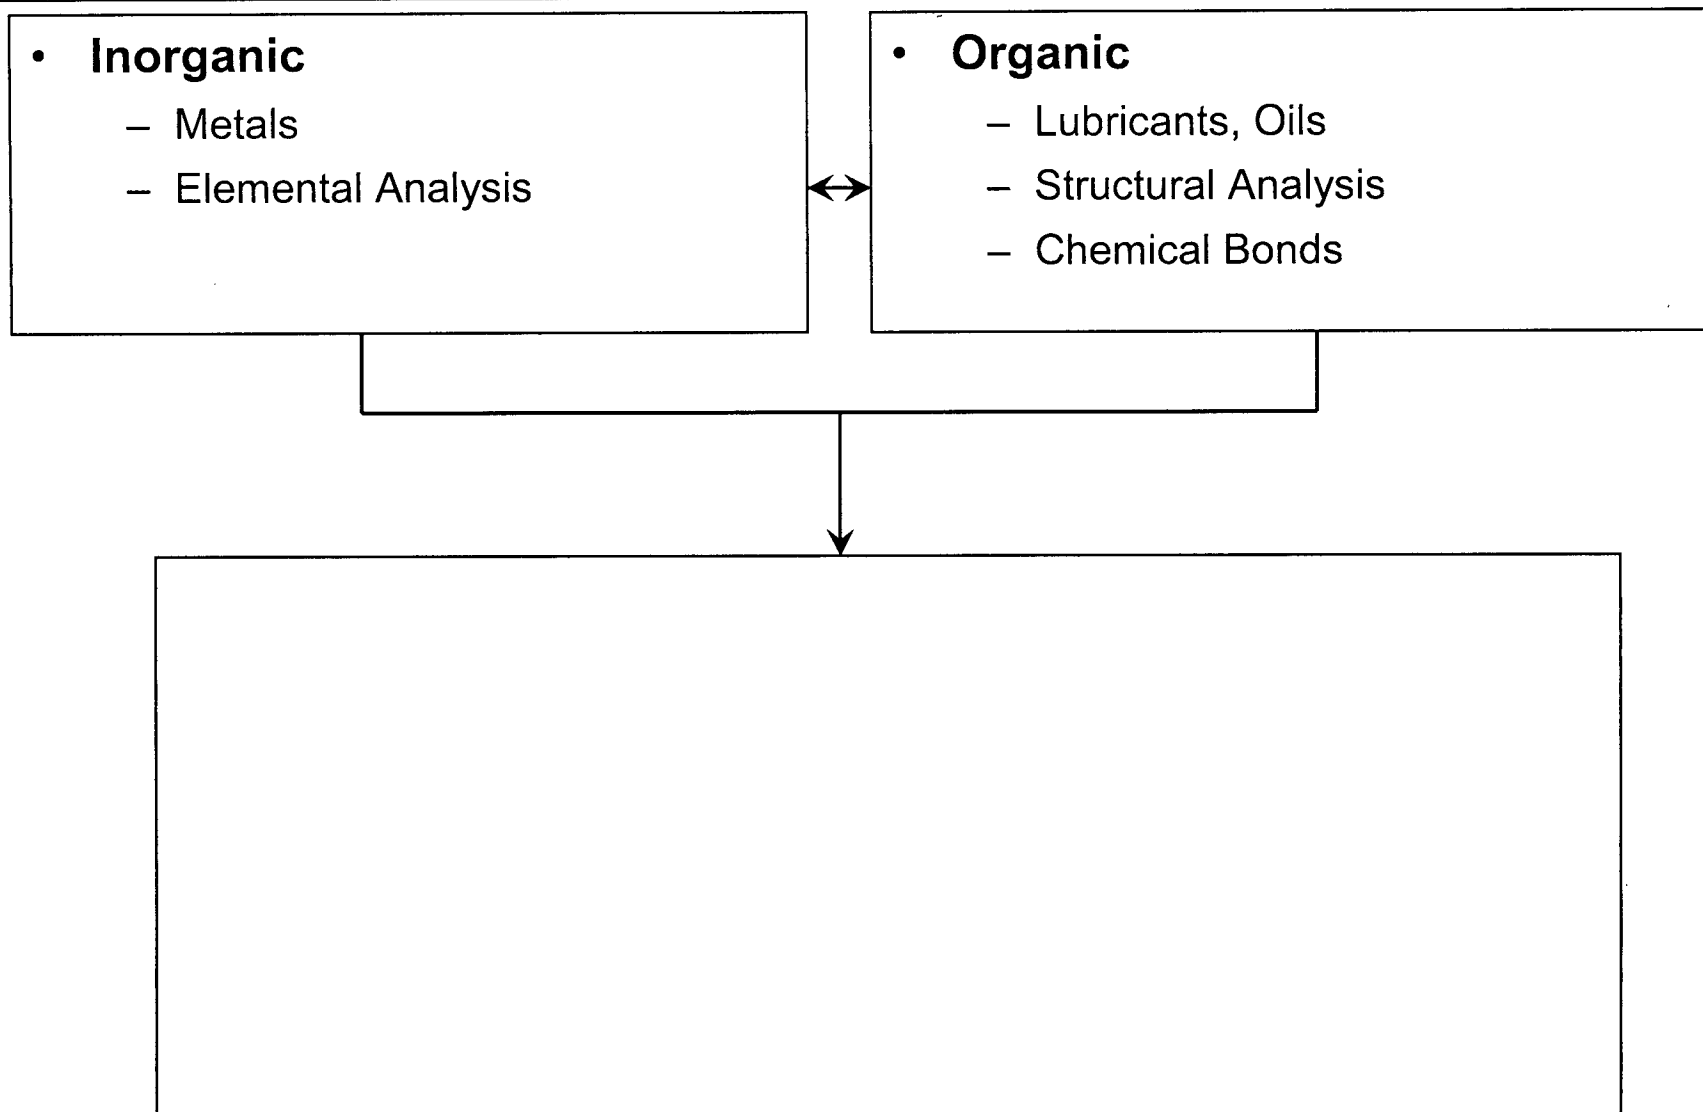 • Inorganic
– Metals
– Elemental Analysis
• Organic
– Lubricants, Oils
– Structural Analysis
– Chemical Bonds